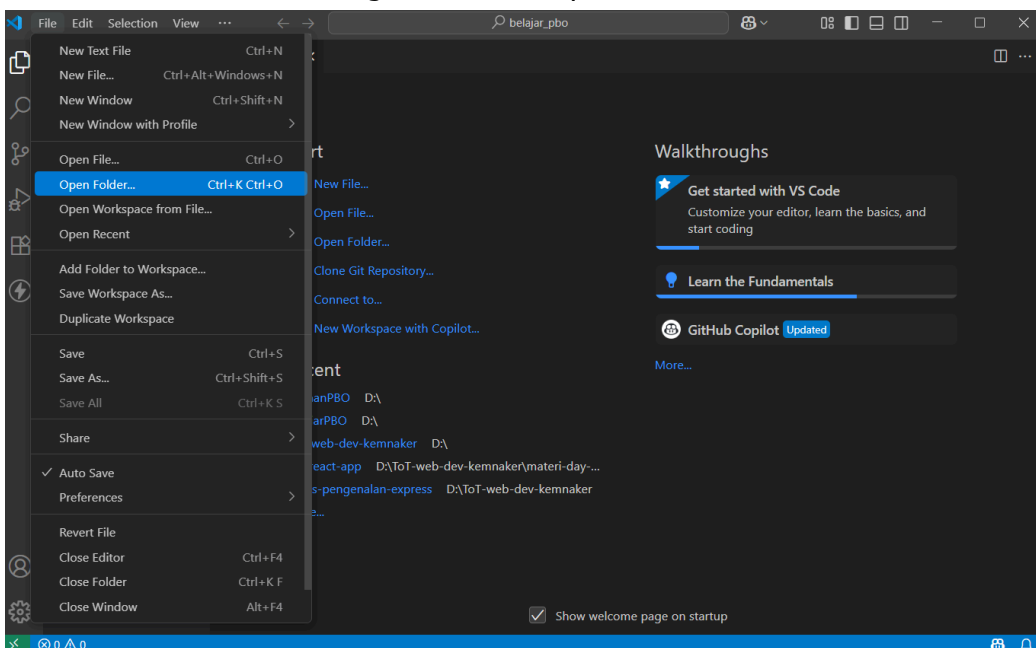 File Edit Selection View ··· belajar_pbo
New Text File Ctrl+N
New File... Ctrl+Alt+Windows+N
New Window Ctrl+Shift+N
New Window with Profile
Open File... Ctrl+O
Open Folder... Ctrl+K Ctrl+O
Open Workspace from File...
Open Recent
Add Folder to Workspace...
Save Workspace As...
Duplicate Workspace
Save Ctrl+S
Save As... Ctrl+Shift+S
Save All Ctrl+K S
Share
Auto Save
Preferences
Revert File
Close Editor Ctrl+F4
Close Folder Ctrl+K F
Close Window Alt+F4
rt
New File...
Open File...
Open Folder...
Clone Git Repository...
Connect to...
New Workspace with Copilot...
ent
anPBO D:\
arPBO D:\
web-dev-kemnaker D:\
eact-app D:\ToT-web-dev-kemnaker\materi-day-...
s-pengenalan-express D:\ToT-web-dev-kemnaker
e...
Walkthroughs
Get started with VS Code
Customize your editor, learn the basics, and
start coding
Learn the Fundamentals
GitHub Copilot Updated
More...
Show welcome page on startup
0 0